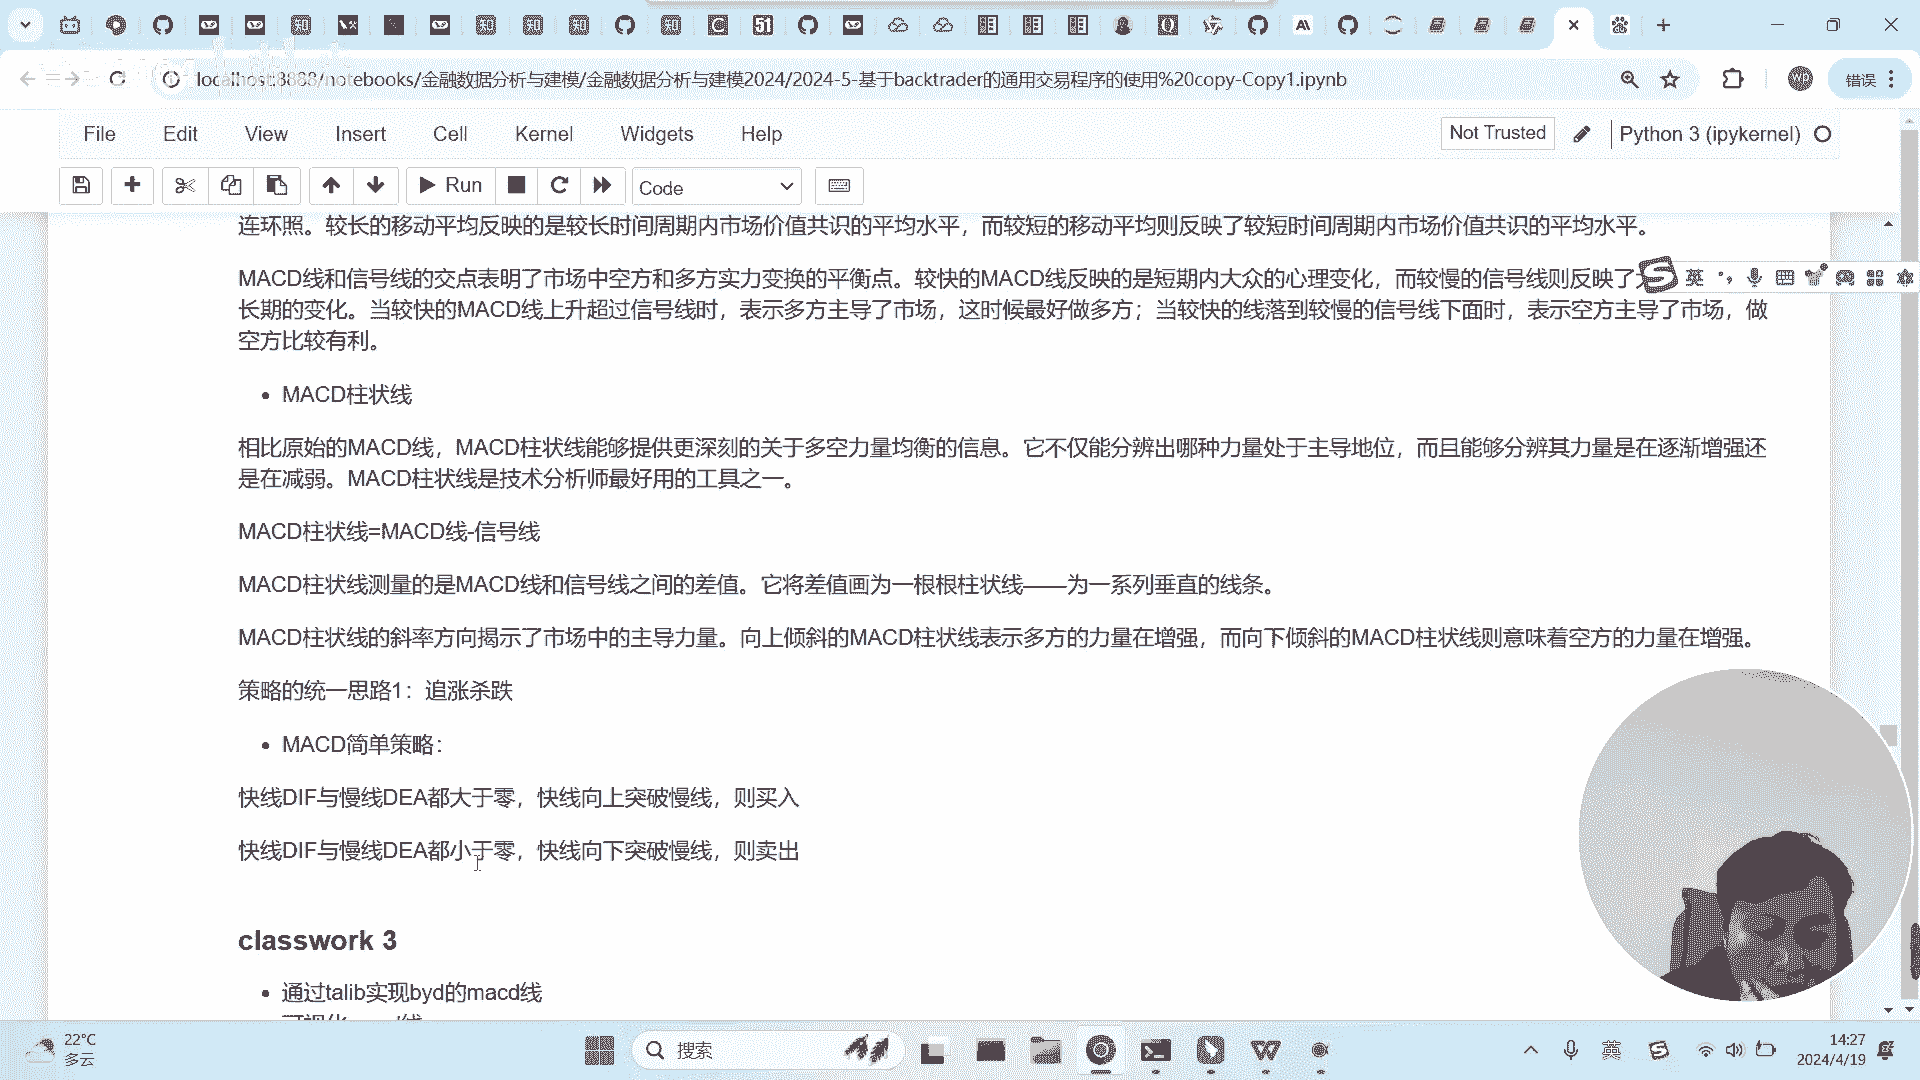 localhost:8888/notebooks/金融数据分析与建模/金融数据分析与建模2024/2024-5-基于backtrader的通用交易程序的使用%20copy-Copy1.ipynb
wp
错误
File Edit View Insert Cell Kernel Widgets Help
Not Trusted
Python 3 (ipykernel)
Run
Code
连环照。较长的移动平均反映的是较长时间周期内市场价值共识的平均水平，而较短的移动平均则反映了较短时间周期内市场价值共识的平均水平。
MACD线和信号线的交点表明了市场中空方和多方实力变换的平衡点。较快的MACD线反映的是短期内大众的心理变化，而较慢的信号线则反映了
英
长期的变化。当较快的MACD线上升超过信号线时，表示多方主导了市场，这时候最好做多方；当较快的线落到较慢的信号线下面时，表示空方主导了市场，做
空方比较有利。
• MACD柱状线
相比原始的MACD线，MACD柱状线能够提供更深刻的关于多空力量均衡的信息。它不仅能分辨出哪种力量处于主导地位，而且能够分辨其力量是在逐渐增强还
是在减弱。MACD柱状线是技术分析师最好用的工具之一。
MACD柱状线=MACD线-信号线
MACD柱状线测量的是MACD线和信号线之间的差值。它将差值画为一根根柱状线——为一系列垂直的线条。
MACD柱状线的斜率方向揭示了市场中的主导力量。向上倾斜的MACD柱状线表示多方的力量在增强，而向下倾斜的MACD柱状线则意味着空方的力量在增强。
策略的统一思路1：追涨杀跌
• MACD简单策略：
快线DIF与慢线DEA都大于零，快线向上突破慢线，则买入
快线DIF与慢线DEA都小于零，快线向下突破慢线，则卖出
classwork 3
• 通过talib实现byd的macd线
22°C
多云
搜索
英
14:27
2024/4/19